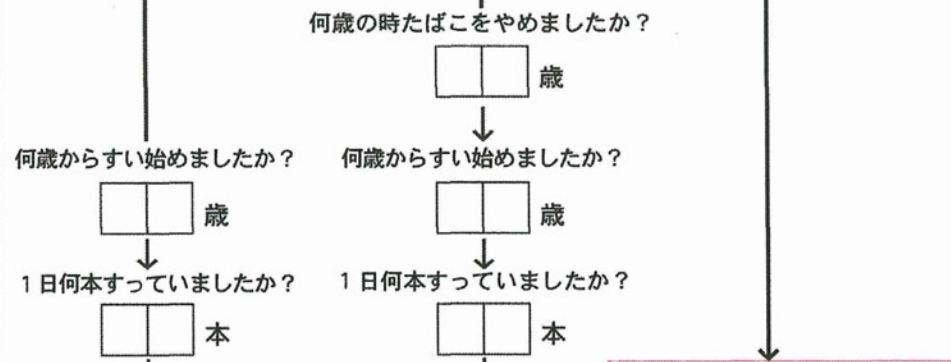 何歳の時たばこをやめましたか？
歳
何歳からすい始めましたか？
何歳からすい始めましたか？
歳
歳
1日何本すっていましたか？
1日何本すっていましたか？
本
本